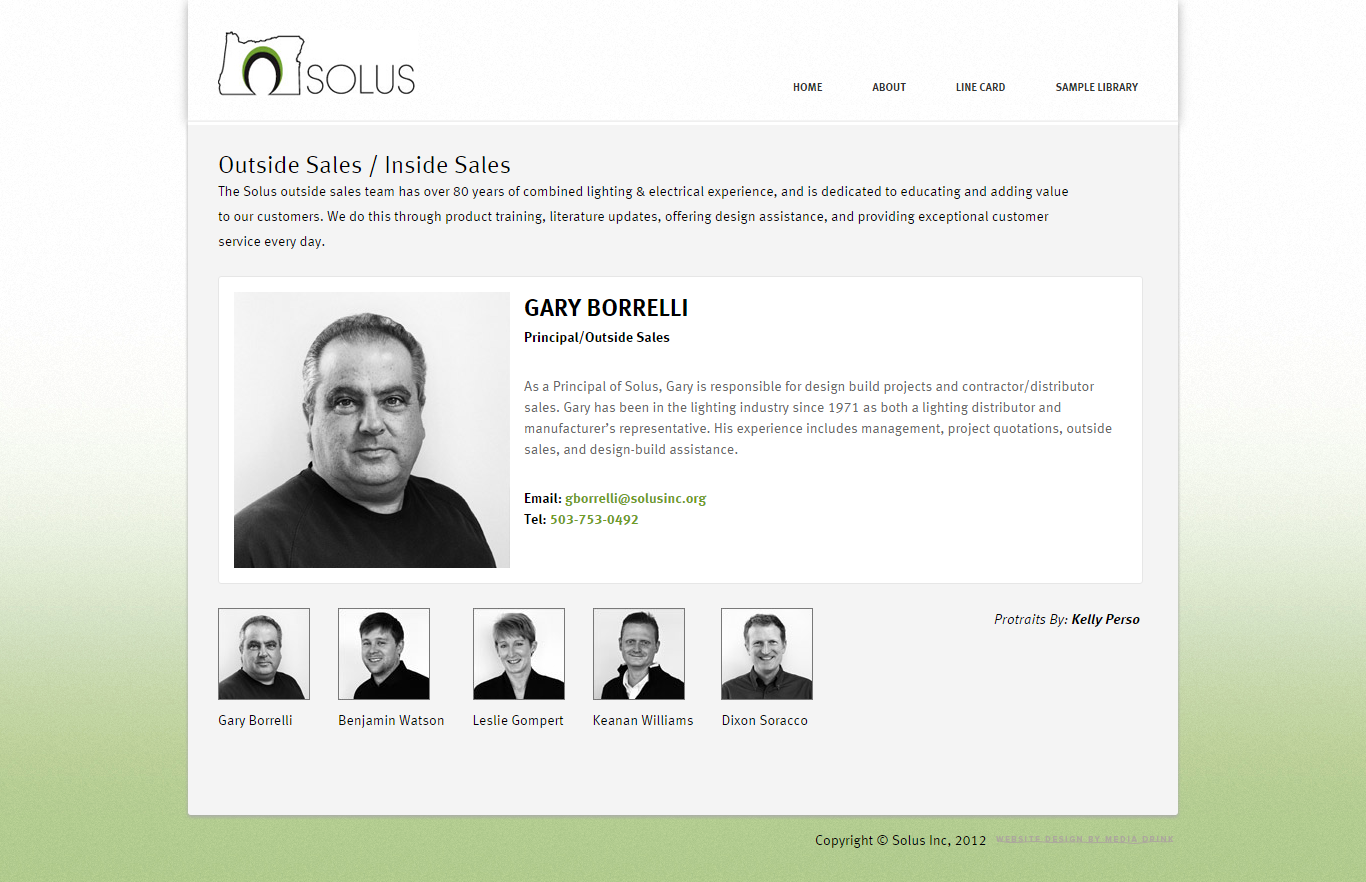 SOLUS
HOME ABOUT LINE CARD SAMPLE LIBRARY
Outside Sales / Inside Sales
The Solus outside sales team has over 80 years of combined lighting & electrical experience, and is dedicated to educating and adding value
to our customers. We do this through product training, literature updates, offering design assistance, and providing exceptional customer
service every day.
GARY BORRELLI
Principal/Outside Sales
As a Principal of Solus, Gary is responsible for design build projects and contractor/distributor
sales. Gary has been in the lighting industry since 1971 as both a lighting distributor and
manufacturer’s representative. His experience includes management, project quotations, outside
sales, and design-build assistance.
Email: gborrelli@solusinc.org
Tel: 503-753-0492
Protraits By: Kelly Perso
Gary Borrelli Benjamin Watson Leslie Gompert Keanan Williams Dixon Soracco
Copyright © Solus Inc, 2012 WEBSITE DESIGN BY MEDIA DRINK